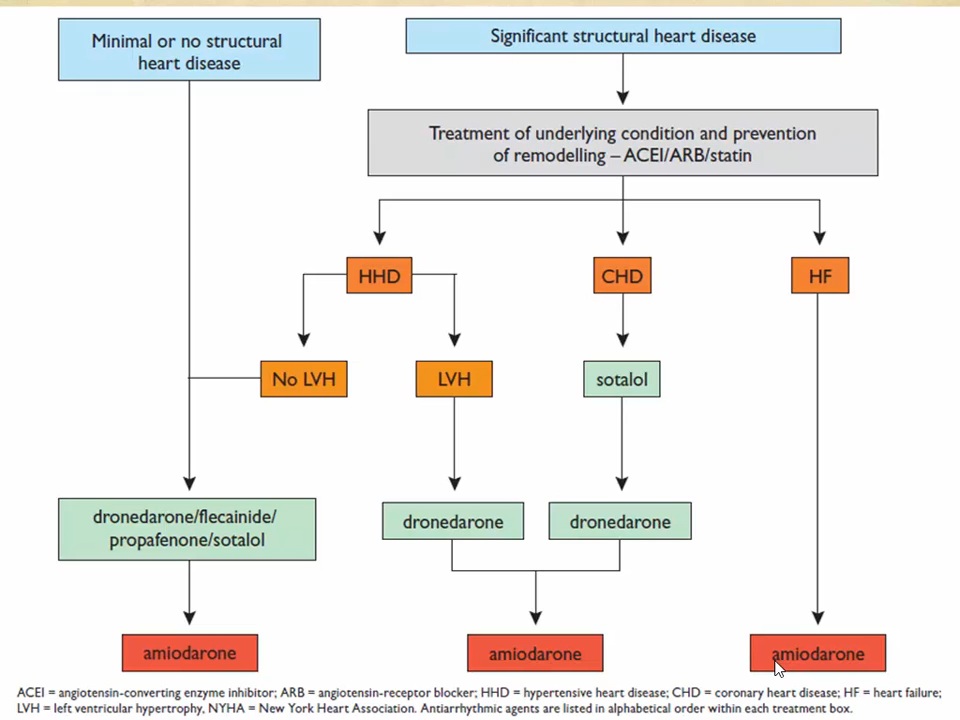 Minimal or no structural
heart disease
Significant structural heart disease
Treatment of underlying condition and prevention
of remodelling – ACEI/ARB/statin
HHD
CHD
HF
No LVH
LVH
sotalol
dronedarone/flecainide/
propafenone/sotalol
dronedarone
dronedarone
amiodarone
amiodarone
amiodarone
ACEI = angiotensin-converting enzyme inhibitor; ARB = angiotensin-receptor blocker; HHD = hypertensive heart disease; CHD = coronary heart disease; HF = heart failure;
LVH = left ventricular hypertrophy, NYHA = New York Heart Association. Antiarrhythmic agents are listed in alphabetical order within each treatment box.